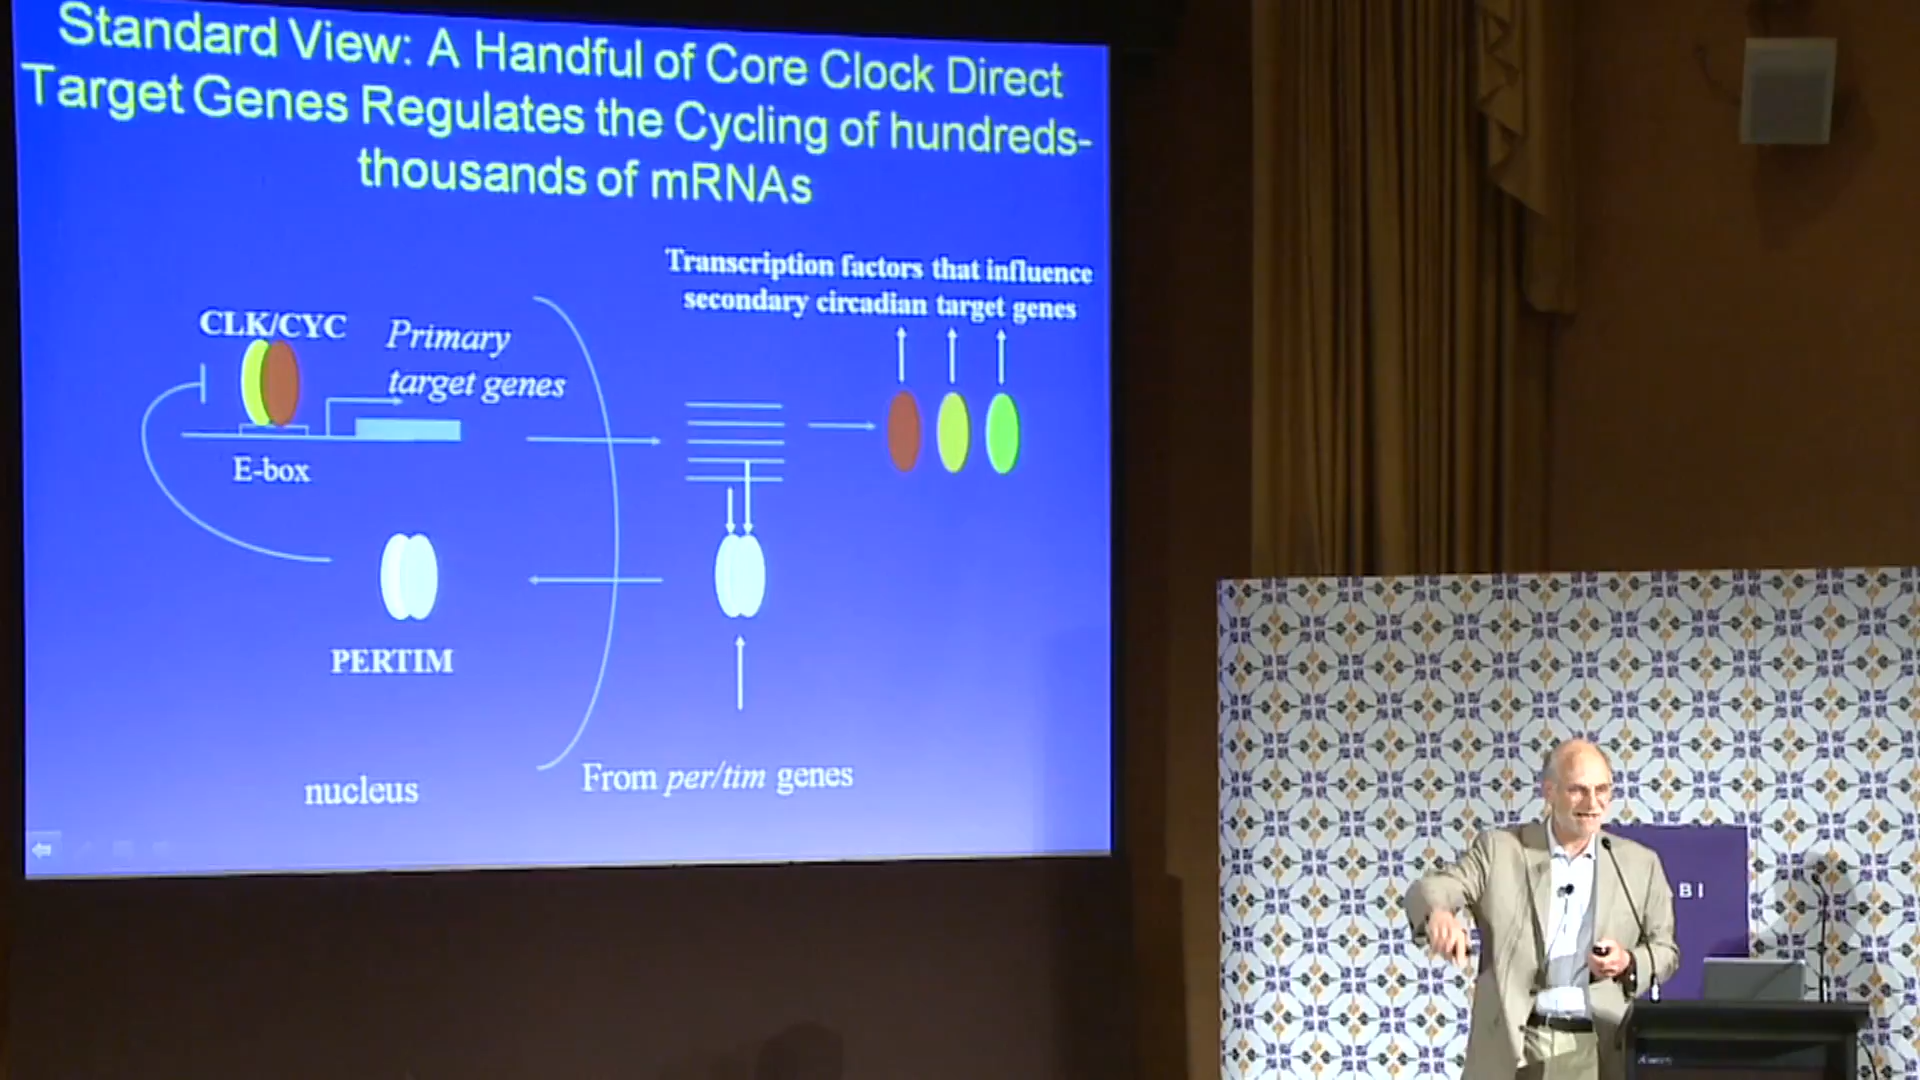 Standard View: A Handful of Core Clock Direct
Target Genes Regulates the Cycling of hundreds-
thousands of mRNAs
Transcription factors that influence
secondary circadian target genes
CLK/CYC
Primary
target genes
E-box
PERTIM
From per/tim genes
nucleus
BI